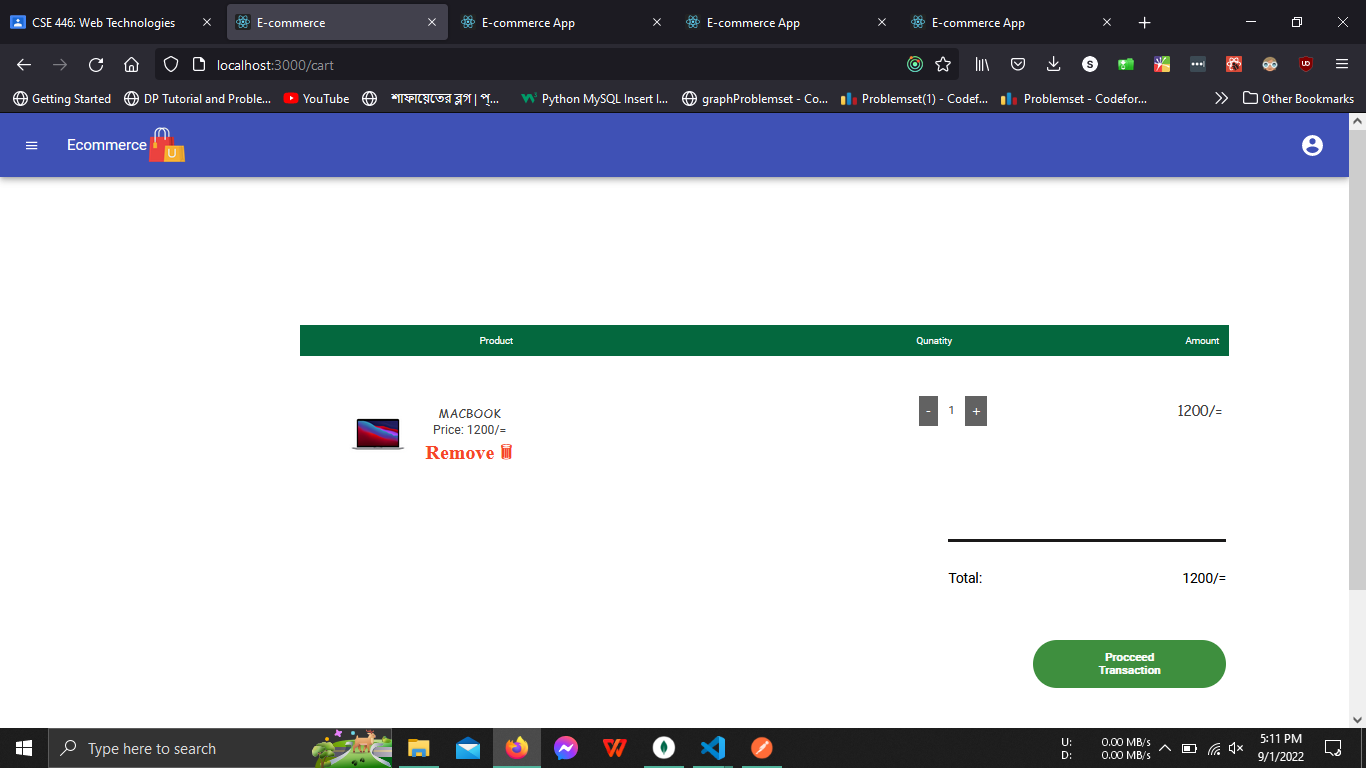 CSE 446: Web Technologies
E-commerce
E-commerce App
E-commerce App
E-commerce App
localhost:3000/cart
S
UD
Getting Started
DP Tutorial and Proble...
YouTube
শাফায়েতের ব্লগ | প্...
Python MySQL Insert I...
graphProblemset - Co...
Problemset(1) - Codef...
Problemset - Codefor...
Other Bookmarks
Ecommerce
U
Product Qunatity Amount
MACBOOK
Price: 1200/=
Remove
- 1 +
1200/=
Total: 1200/=
Procceed
Transaction
Type here to search
U: 0.00 MB/s
D: 0.00 MB/s
5:11 PM
9/1/2022